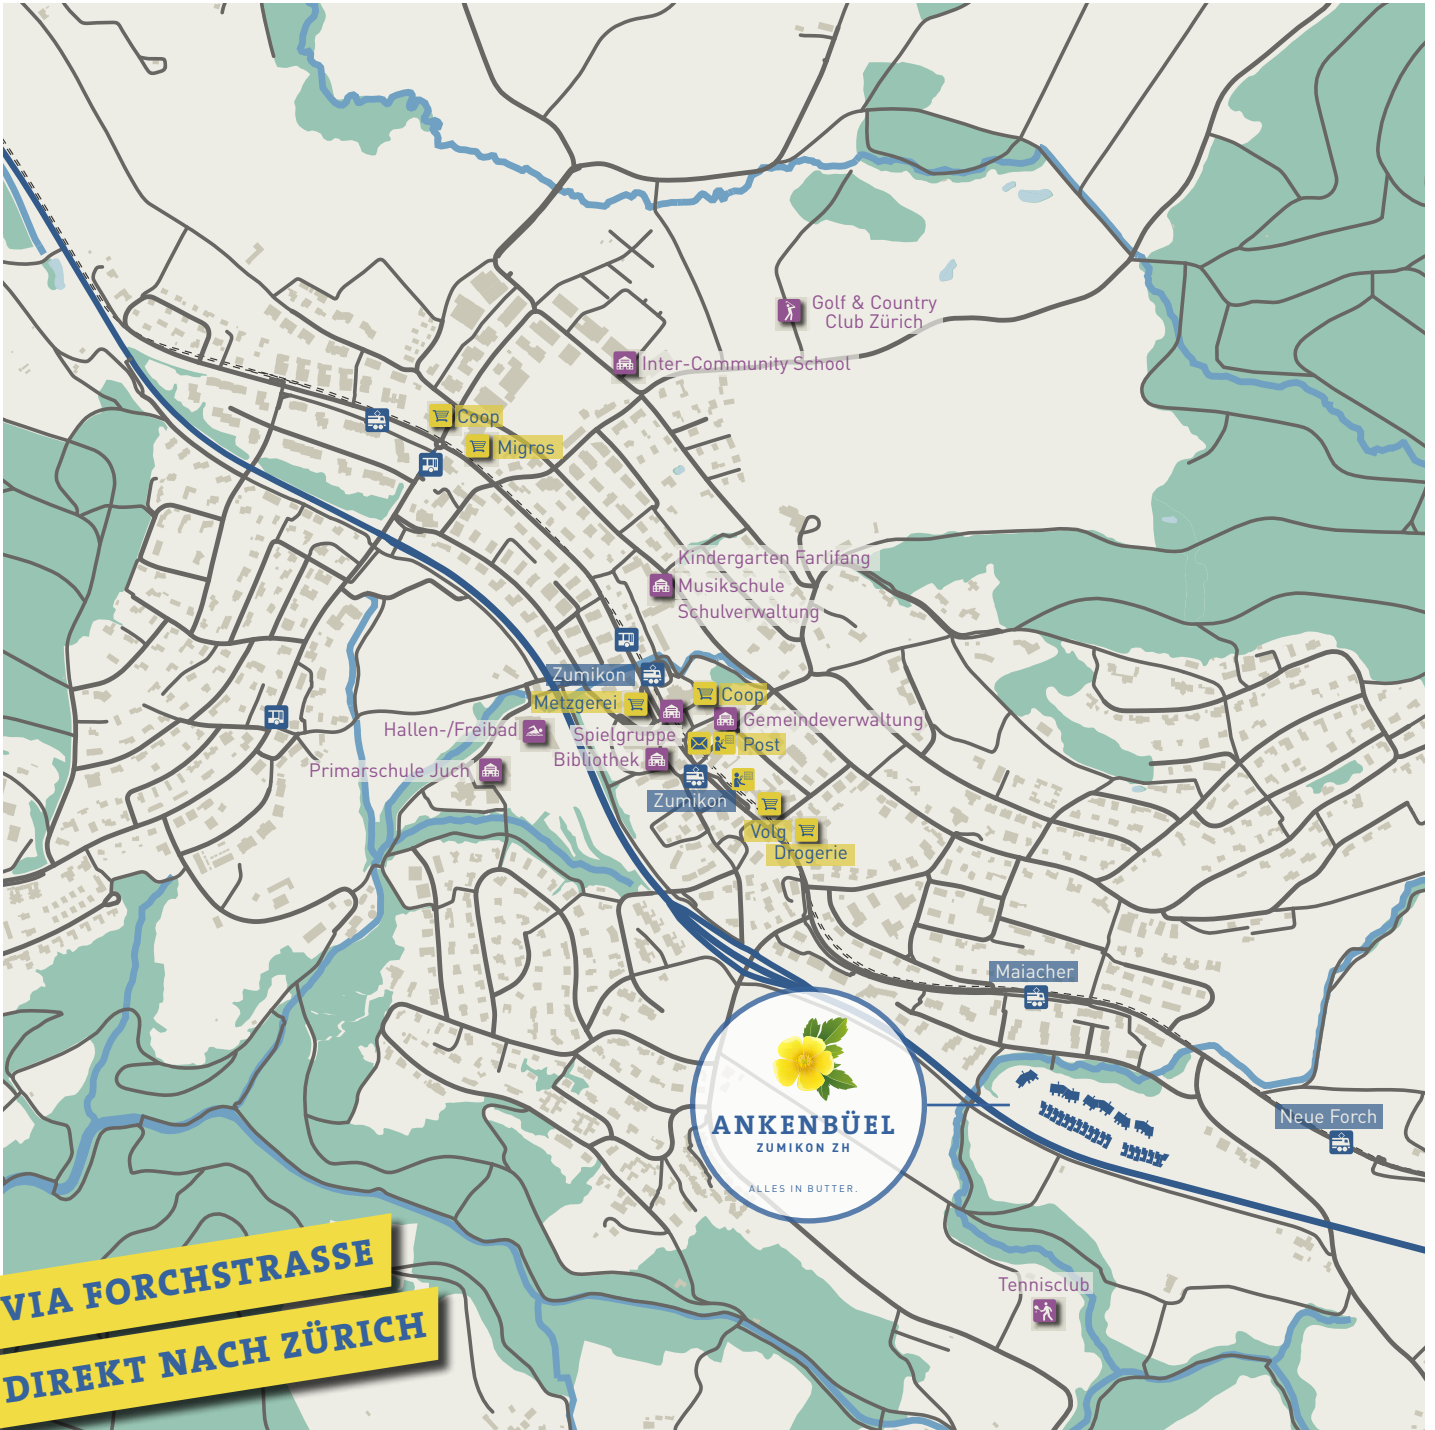 Golf & Country
Club Zürich
Inter-Community School
Coop
Migros
Kindergarten Farlifang
Musikschule
Schulverwaltung
Zumikon
Metzgerei
Coop
Gemeindeverwaltung
Hallen-/Freibad
Spielgruppe
Post
Bibliothek
Primarschule Juch
Zumikon
Volg
Drogerie
Maiacher
Neue Forch
ANKENBÜEL
ZUMIKON ZH
ALLES IN BUTTER.
Tennisclub
VIA FORCHSTRASSE
DIREKT NACH ZÜRICH